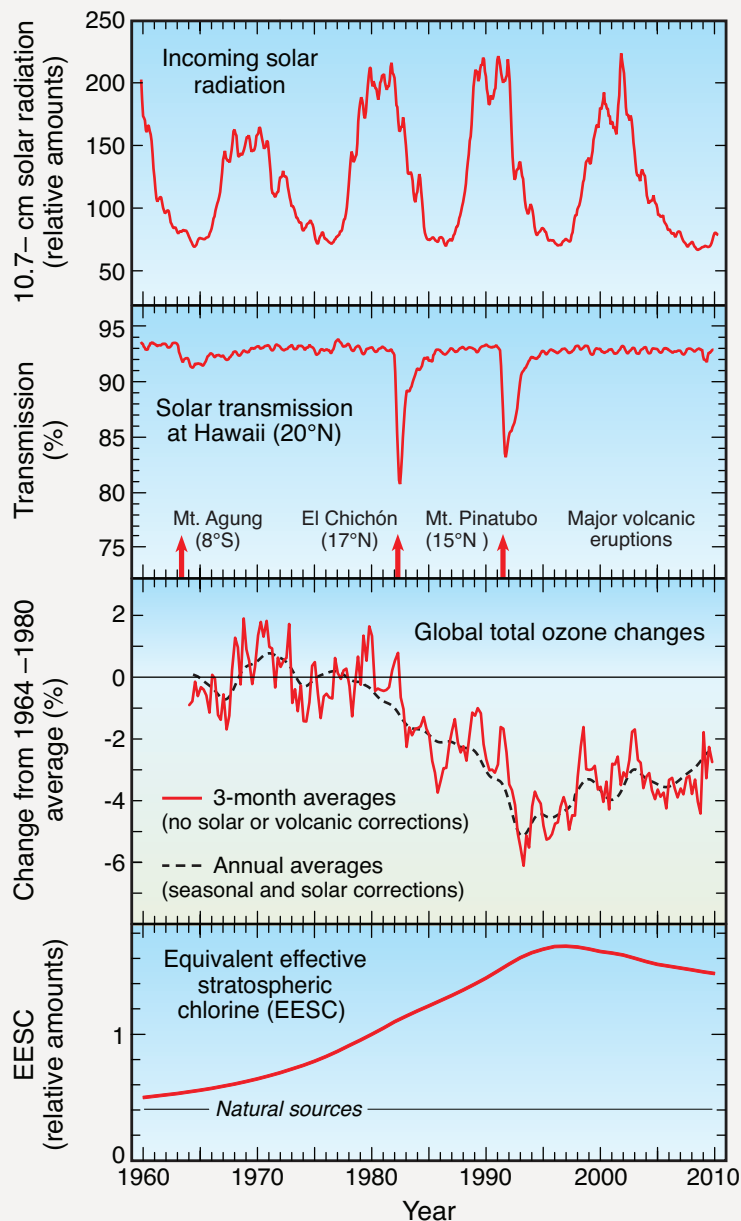 10.7– cm solar radiation
(relative amounts)
250
200
150
100
50
Incoming solar
radiation
Transmission
(%)
95
90
85
80
75
Solar transmission
at Hawaii (20°N)
Mt. Agung
(8°S)
El Chichón
(17°N)
Mt. Pinatubo
(15°N )
Major volcanic
eruptions
Change from 1964 –1980
average (%)
2
0
-2
-4
-6
Global total ozone changes
3-month averages
(no solar or volcanic corrections)
Annual averages
(seasonal and solar corrections)
EESC
(relative amounts)
1
0
Equivalent effective
stratospheric
chlorine (EESC)
Natural sources
1960 1970 1980 1990 2000 2010
Year